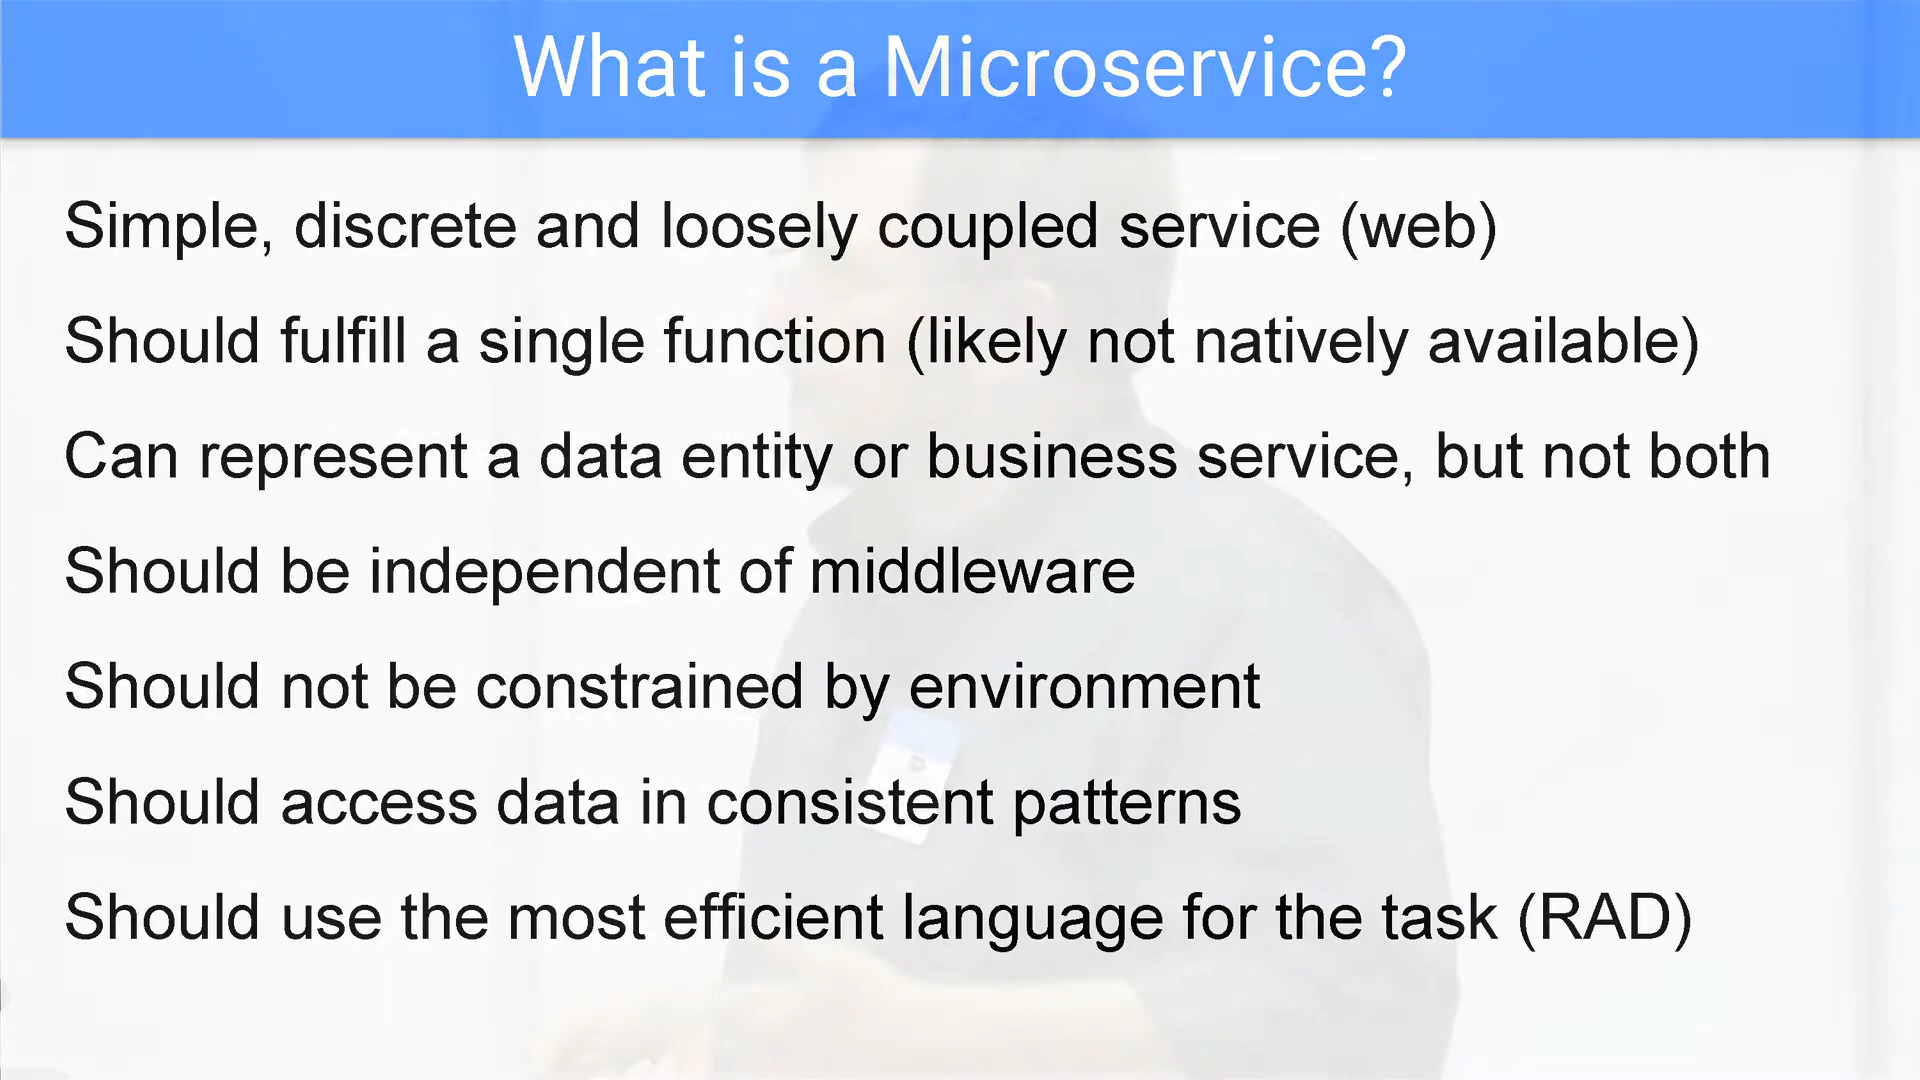 What is a Microservice?
Simple, discrete and loosely coupled service (web)
Should fulfill a single function (likely not natively available)
Can represent a data entity or business service, but not both
Should be independent of middleware
Should not be constrained by environment
Should access data in consistent patterns
Should use the most efficient language for the task (RAD)